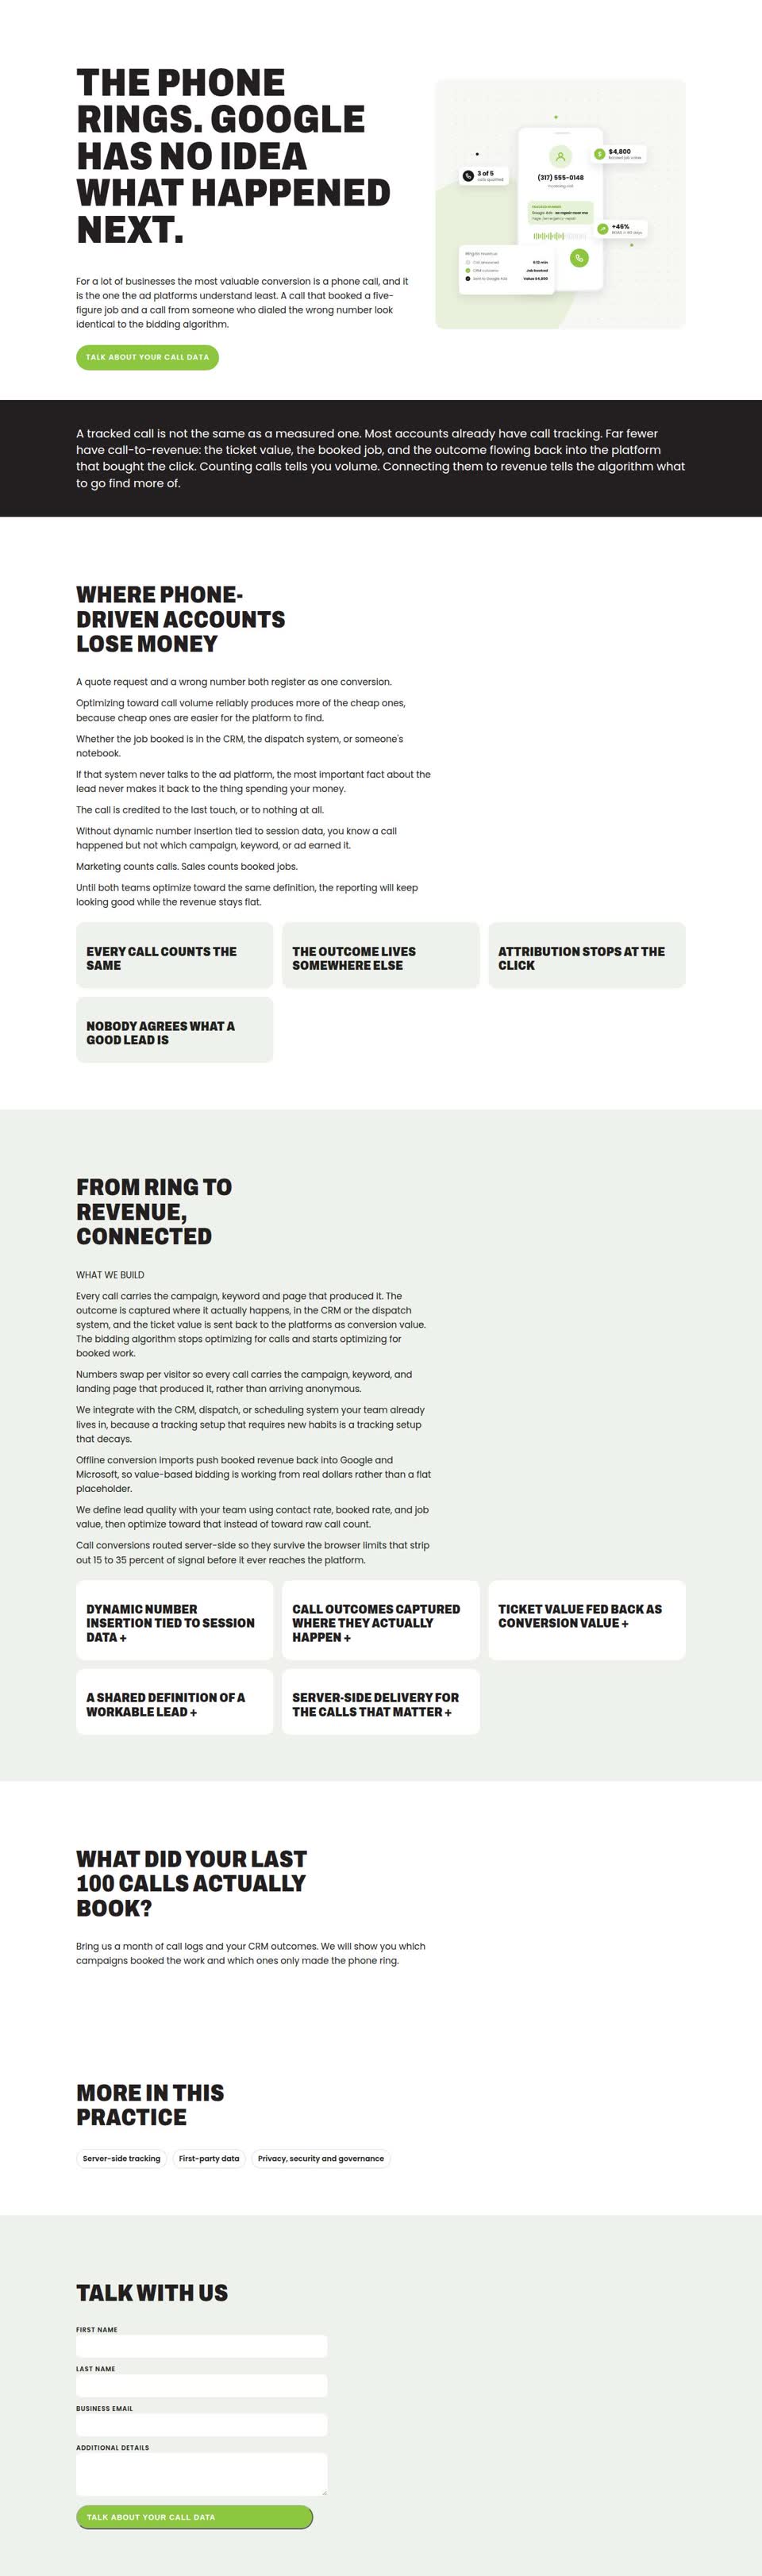 THE PHONE
RINGS. GOOGLE
HAS NO IDEA
WHAT HAPPENED
NEXT.
For a lot of businesses the most valuable conversion is a phone call, and it
is the one the ad platforms understand least. A call that booked a five-
figure job and a call from someone who dialed the wrong number look
identical to the bidding algorithm.
TALK ABOUT YOUR CALL DATA
3 of 5
$4,800
(317) 555-0148
Incoming call
+46%
Job booked
Value $4,800
A tracked call is not the same as a measured one. Most accounts already have call tracking. Far fewer
have call-to-revenue: the ticket value, the booked job, and the outcome flowing back into the platform
that bought the click. Counting calls tells you volume. Connecting them to revenue tells the algorithm what
to go find more of.
WHERE PHONE-
DRIVEN ACCOUNTS
LOSE MONEY
A quote request and a wrong number both register as one conversion.
Optimizing toward call volume reliably produces more of the cheap ones,
because cheap ones are easier for the platform to find.
Whether the job booked is in the CRM, the dispatch system, or someone's
notebook.
If that system never talks to the ad platform, the most important fact about the
lead never makes it back to the thing spending your money.
The call is credited to the last touch, or to nothing at all.
Without dynamic number insertion tied to session data, you know a call
happened but not which campaign, keyword, or ad earned it.
Marketing counts calls. Sales counts booked jobs.
Until both teams optimize toward the same definition, the reporting will keep
looking good while the revenue stays flat.
EVERY CALL COUNTS THE
SAME
THE OUTCOME LIVES
SOMEWHERE ELSE
ATTRIBUTION STOPS AT THE
CLICK
NOBODY AGREES WHAT A
GOOD LEAD IS
FROM RING TO
REVENUE,
CONNECTED
WHAT WE BUILD
Every call carries the campaign, keyword and page that produced it. The
outcome is captured where it actually happens, in the CRM or the dispatch
system, and the ticket value is sent back to the platforms as conversion value.
The bidding algorithm stops optimizing for calls and starts optimizing for
booked work.
Numbers swap per visitor so every call carries the campaign, keyword, and
landing page that produced it, rather than arriving anonymous.
We integrate with the CRM, dispatch, or scheduling system your team already
lives in, because a tracking setup that requires new habits is a tracking setup
that decays.
Offline conversion imports push booked revenue back into Google and
Microsoft, so value-based bidding is working from real dollars rather than a flat
placeholder.
We define lead quality with your team using contact rate, booked rate, and job
value, then optimize toward that instead of toward raw call count.
Call conversions routed server-side so they survive the browser limits that strip
out 15 to 35 percent of signal before it ever reaches the platform.
DYNAMIC NUMBER
INSERTION TIED TO SESSION
DATA +
CALL OUTCOMES CAPTURED
WHERE THEY ACTUALLY
HAPPEN +
TICKET VALUE FED BACK AS
CONVERSION VALUE +
A SHARED DEFINITION OF A
WORKABLE LEAD +
SERVER-SIDE DELIVERY FOR
THE CALLS THAT MATTER +
WHAT DID YOUR LAST
100 CALLS ACTUALLY
BOOK?
Bring us a month of call logs and your CRM outcomes. We will show you which
campaigns booked the work and which ones only made the phone ring.
MORE IN THIS
PRACTICE
Server-side tracking
First-party data
Privacy, security and governance
TALK WITH US
FIRST NAME
LAST NAME
BUSINESS EMAIL
ADDITIONAL DETAILS
TALK ABOUT YOUR CALL DATA